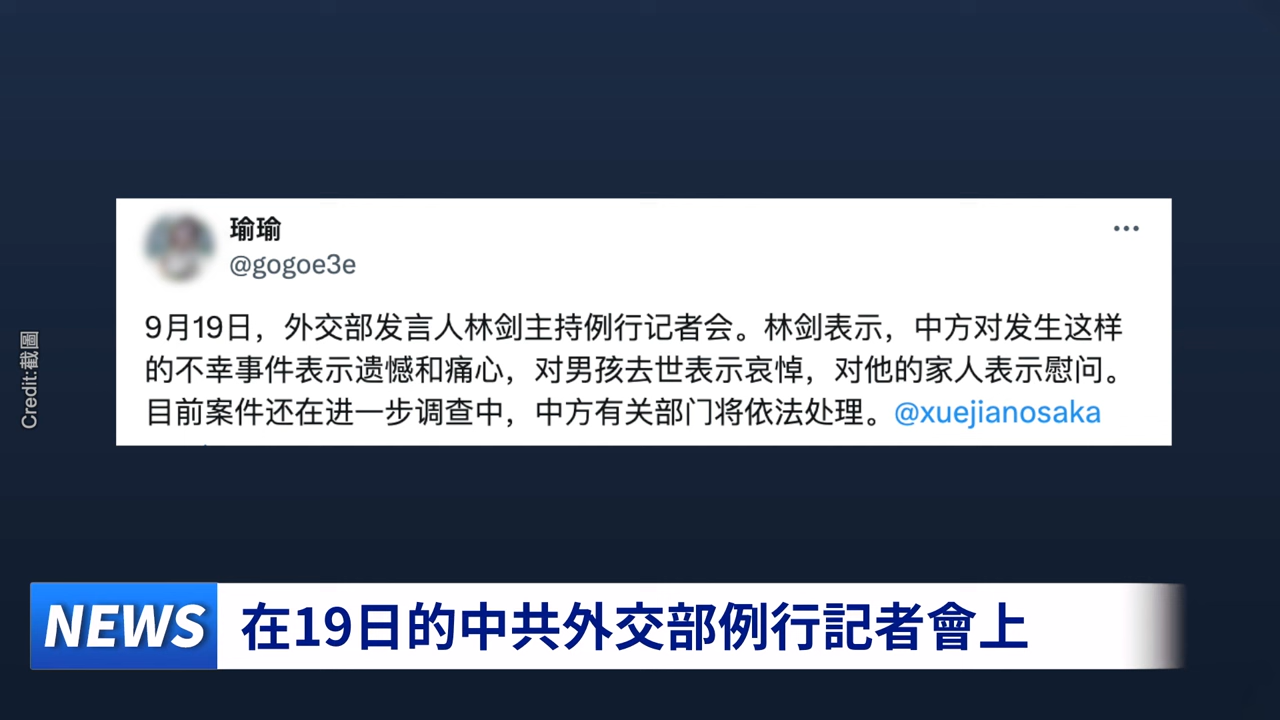 瑜瑜
@gogoe3e
9月19日，外交部发言人林剑主持例行记者会。林剑表示，中方对发生这样
的不幸事件表示遗憾和痛心，对男孩去世表示哀悼，对他的家人表示慰问。
目前案件还在进一步调查中，中方有关部门将依法处理。@xuejianosaka
Credit:截圖
NEWS 在19日的中共外交部例行記者會上